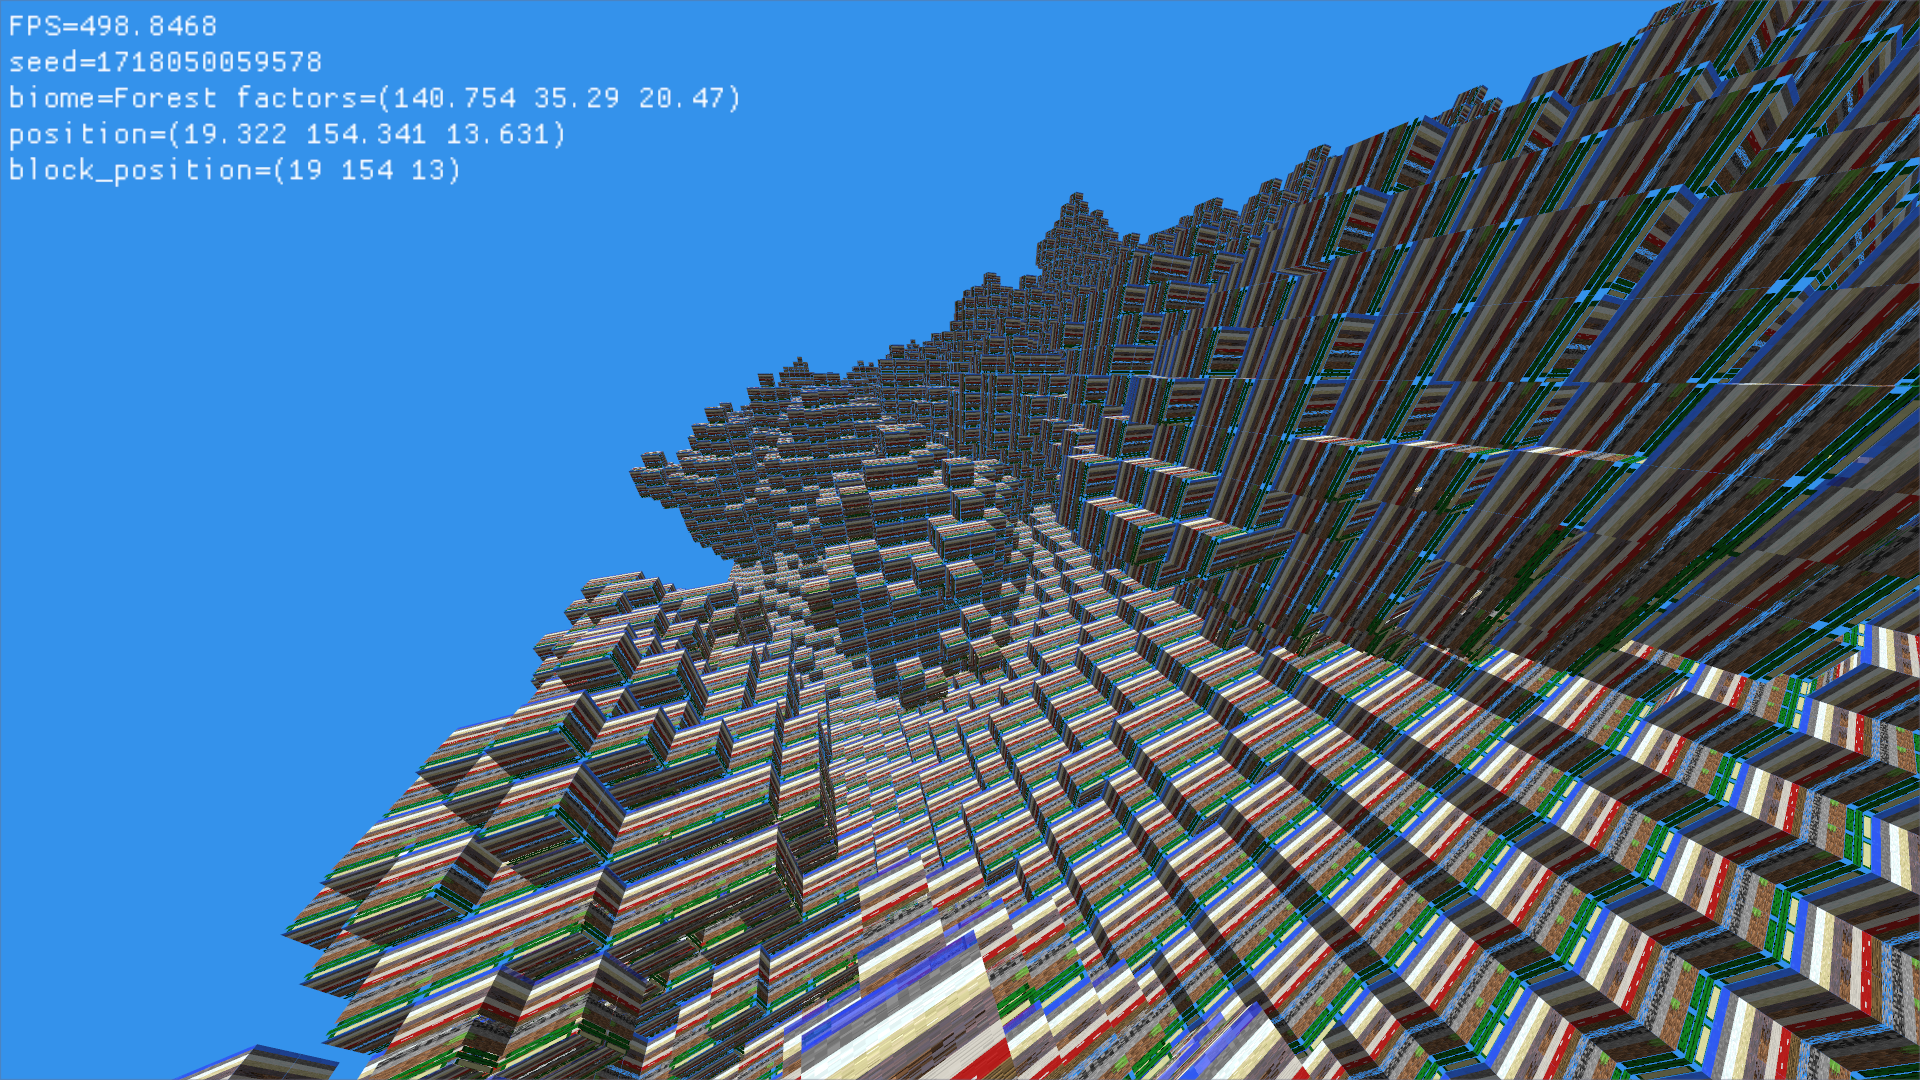 FPS=498.8468
seed=1718050059578
biome=Forest factors=(140.754 35.29 20.47)
position=(19.322 154.341 13.631)
block_position=(19 154 13)